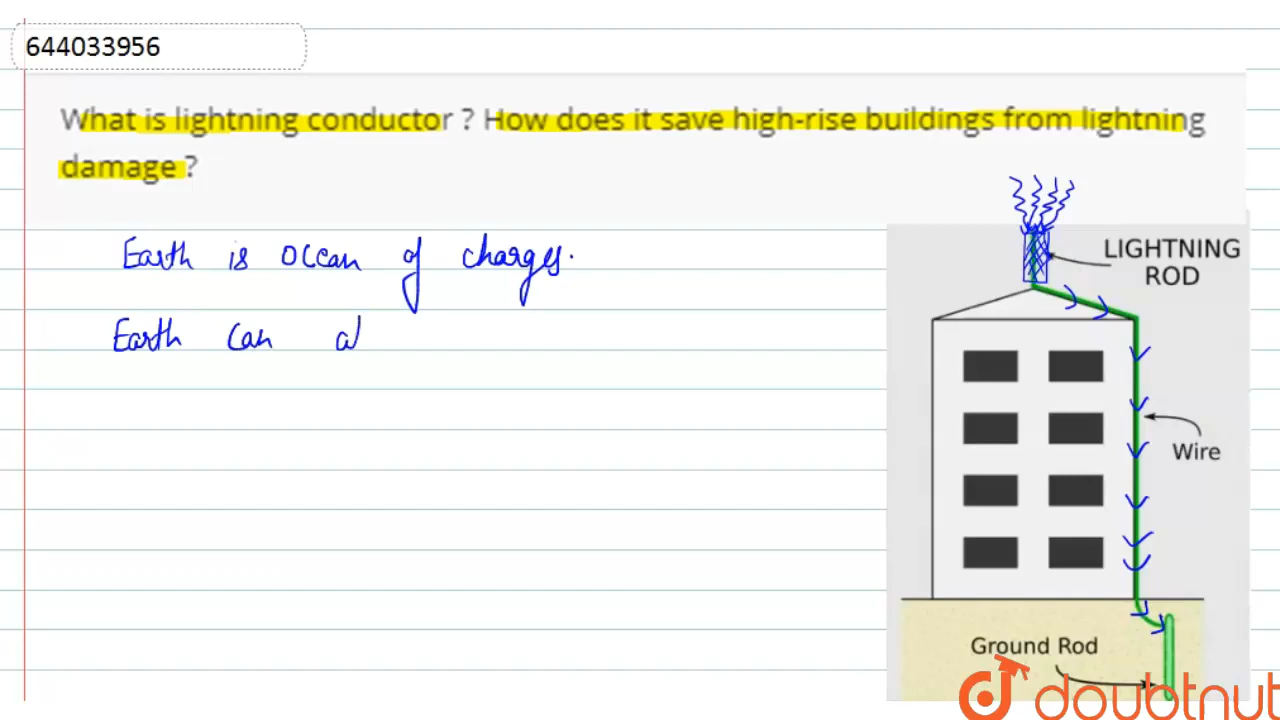 644033956
What is lightning conductor ? How does it save high-rise buildings from lightning
damage ?
Earth is ocean of charges.
Earth can
LIGHTNING
ROD
Wire
Ground Rod
doubtnut